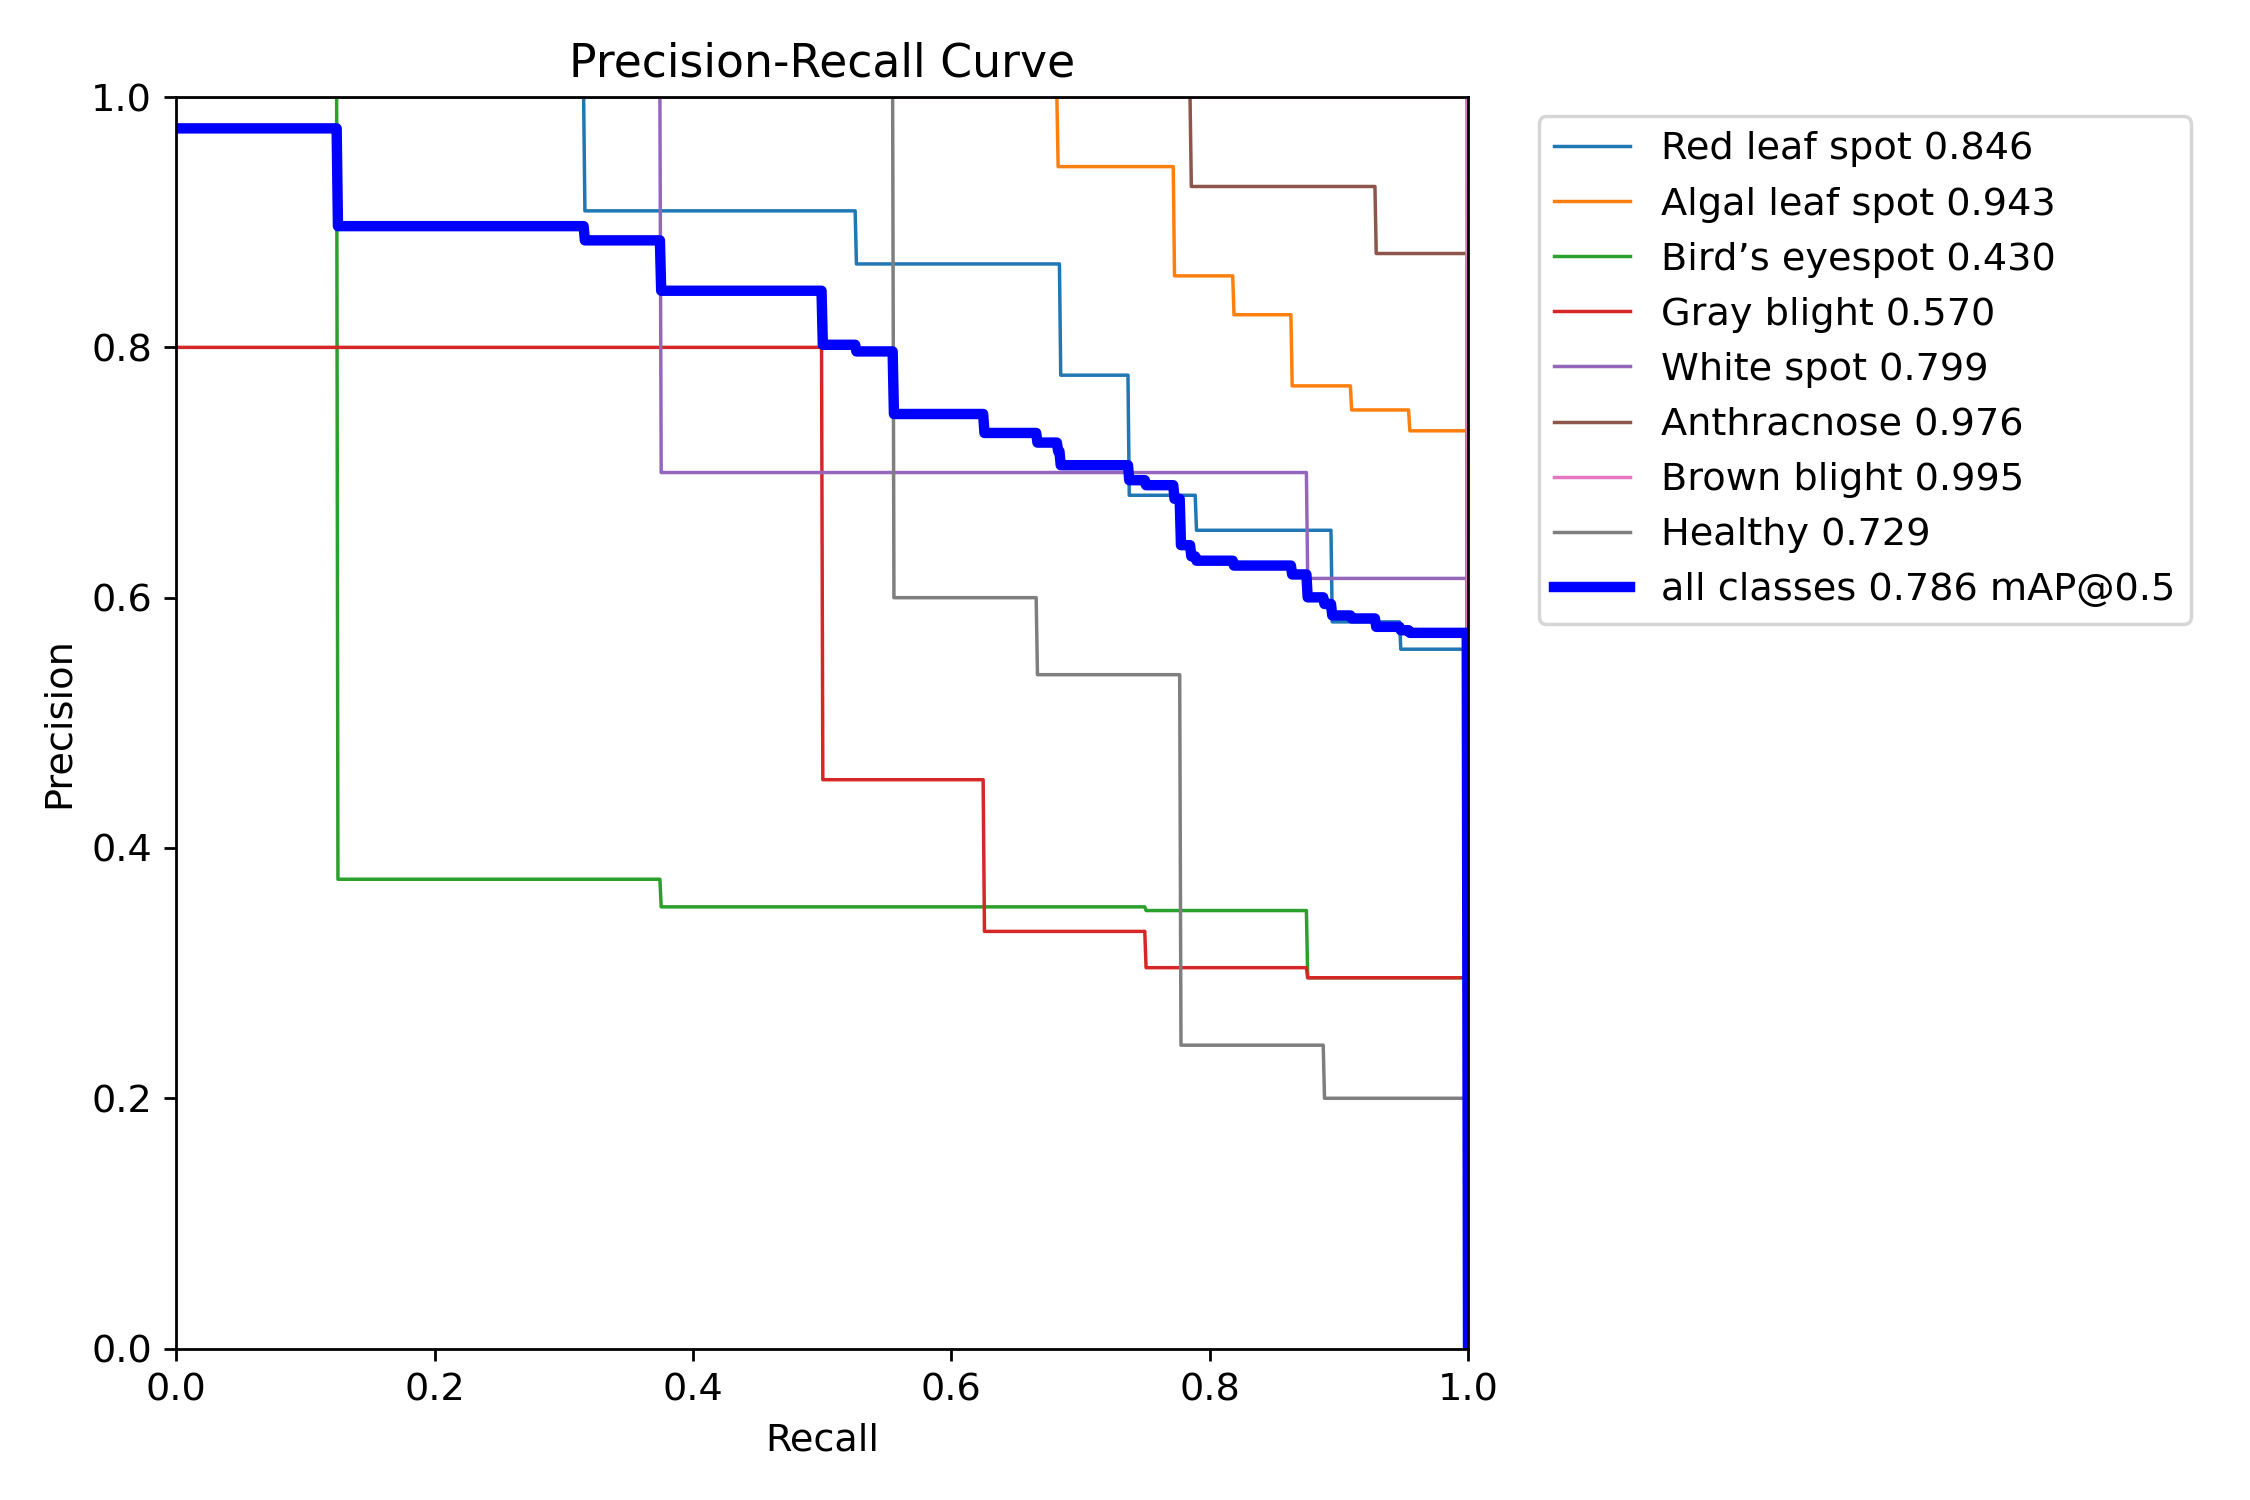 Precision-Recall Curve
1.0
0.8
0.6
0.4
0.2
0.0
Precision
0.0 0.2 0.4 0.6 0.8 1.0
Recall
Red leaf spot 0.846
Algal leaf spot 0.943
Bird’s eyespot 0.430
Gray blight 0.570
White spot 0.799
Anthracnose 0.976
Brown blight 0.995
Healthy 0.729
all classes 0.786 mAP@0.5